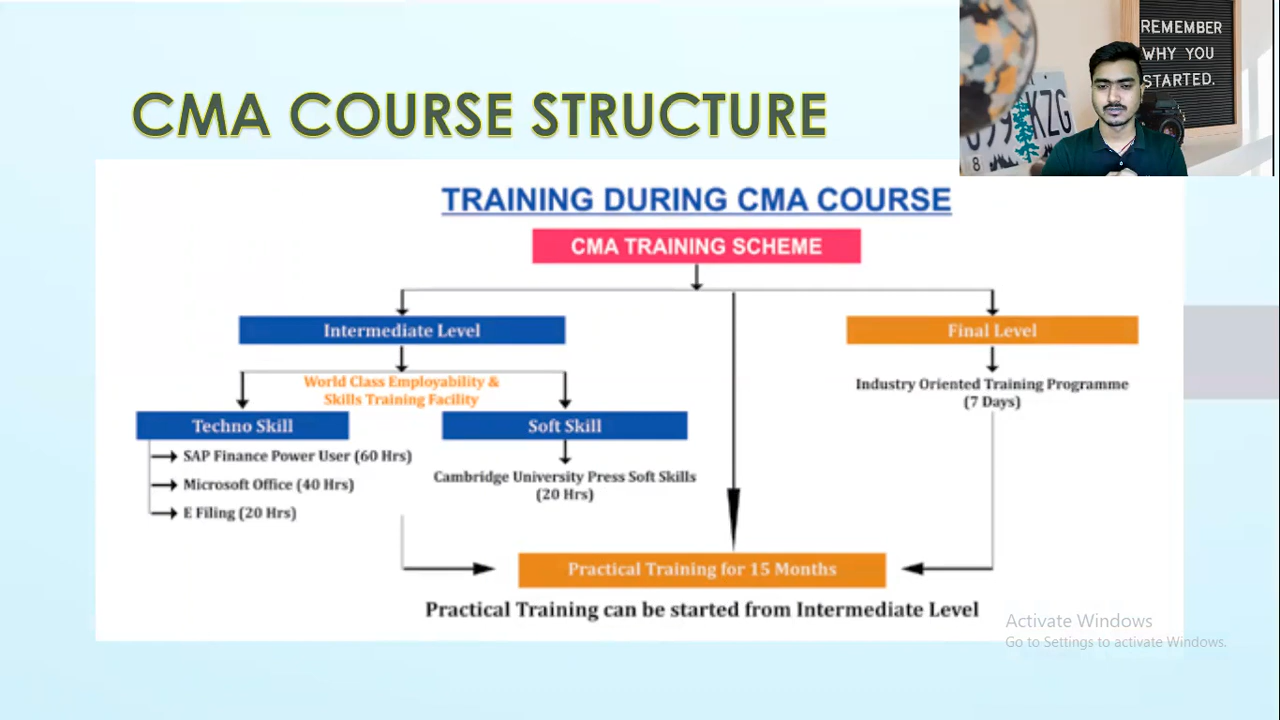 CMA COURSE STRUCTURE
REMEMBER
WHY YOU
STARTED.
KZG
8
TRAINING DURING CMA COURSE
CMA TRAINING SCHEME
Intermediate Level
Final Level
World Class Employability &
Skills Training Facility
Industry Oriented Training Programme
(7 Days)
Techno Skill
Soft Skill
SAP Finance Power User (60 Hrs)
Microsoft Office (40 Hrs)
E Filing (20 Hrs)
Cambridge University Press Soft Skills
(20 Hrs)
Practical Training for 15 Months
Practical Training can be started from Intermediate Level
Activate Windows
Go to Settings to activate Windows.